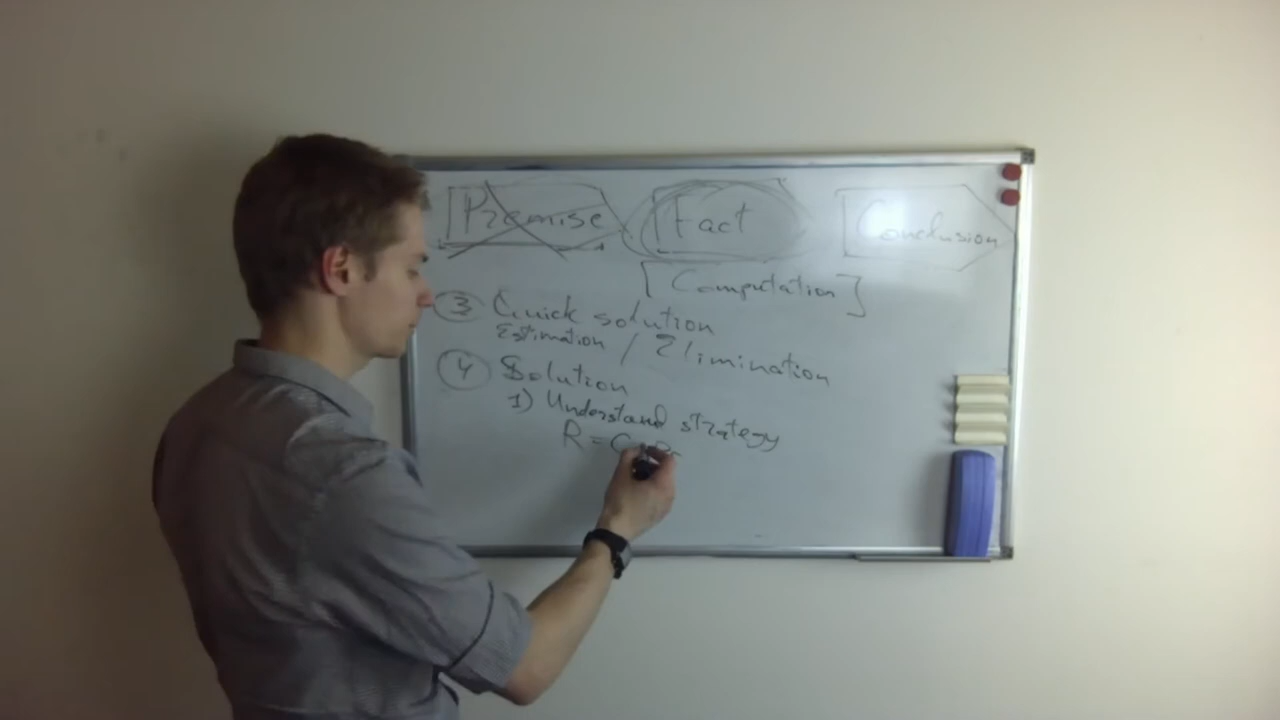 Premise Fact Conclusion
[Computation]
3 Quick solution
Estimation / Elimination
4 Solution
1) Understand strategy
R =